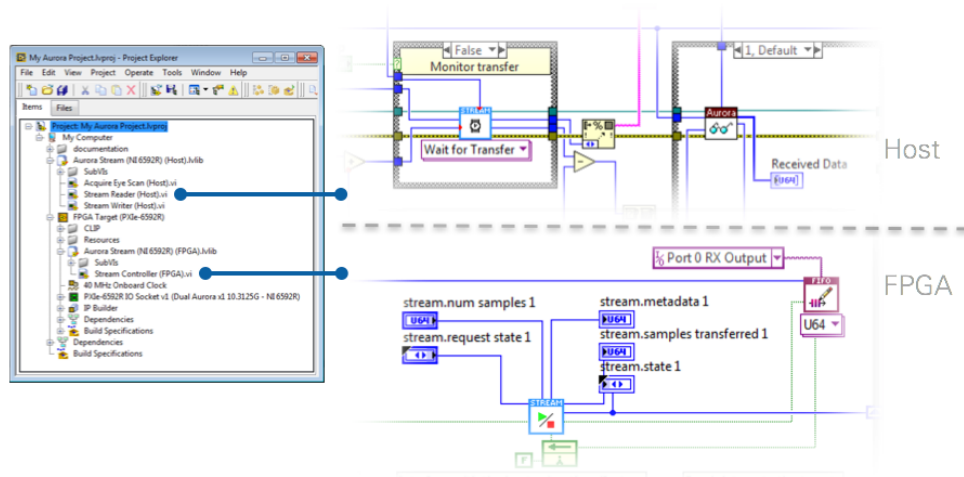 My Aurora Project.lvproj - Project Explorer
File Edit View Project Operate Tools Window Help
Items Files
Project: My Aurora Project.lvproj
My Computer
documentation
Aurora Stream (NI 6592R) (Host).lvlib
SubVIs
Acquire Eye Scan (Host).vi
Stream Reader (Host).vi
Stream Writer (Host).vi
FPGA Target (PXIe-6592R)
CLIP
Resources
Aurora Stream (NI 6592R) (FPGA).lvlib
SubVIs
Stream Controller (FPGA).vi
40 MHz Onboard Clock
PXIe-6592R IO Socket v1 (Dual Aurora x1 10.3125G - NI 6592R)
IP Builder
Dependencies
Build Specifications
Dependencies
Build Specifications
False
Monitor transfer
STREAM
Wait for Transfer
1, Default
Aurora
Received Data
U64
Host
FPGA
Port 0 RX Output
FIFO
U64
stream.num samples 1
U64
stream.request state 1
stream.metadata 1
U64
stream.samples transferred 1
U64
stream.state 1
STREAM
F